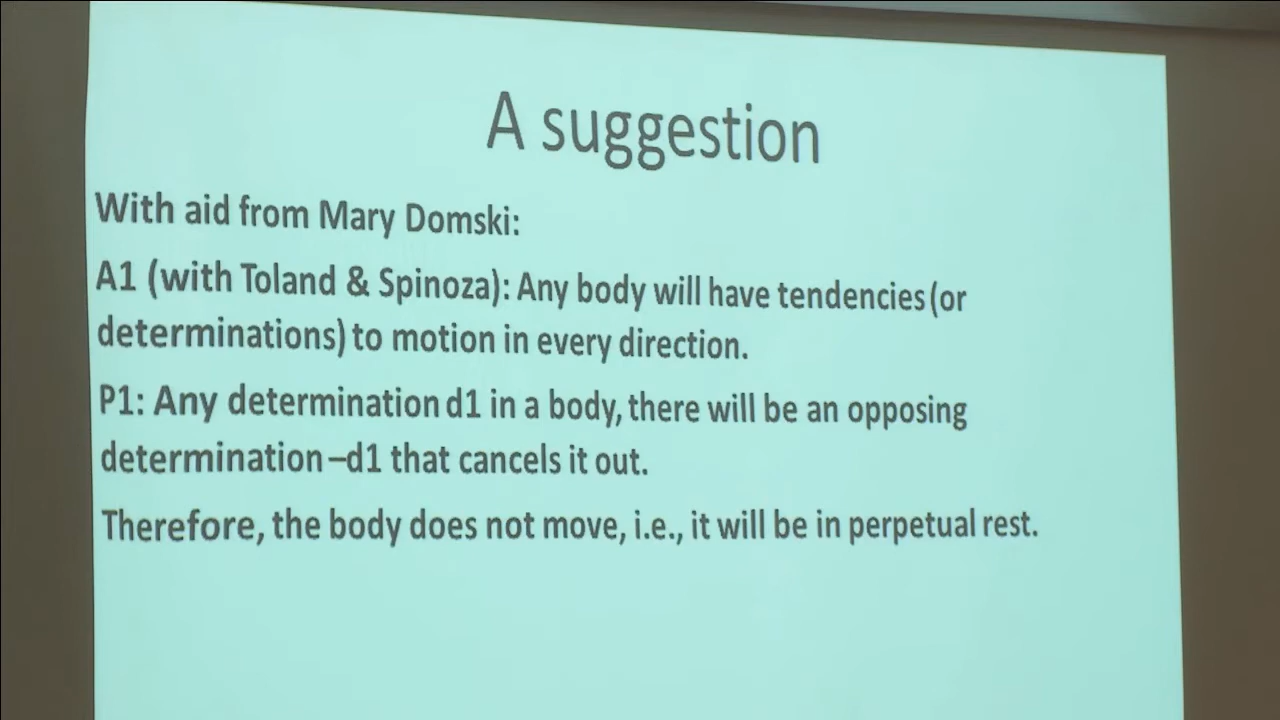 A suggestion
With aid from Mary Domski:
A1 (with Toland & Spinoza): Any body will have tendencies (or
determinations) to motion in every direction.
P1: Any determination d1 in a body, there will be an opposing
determination –d1 that cancels it out.
Therefore, the body does not move, i.e., it will be in perpetual rest.